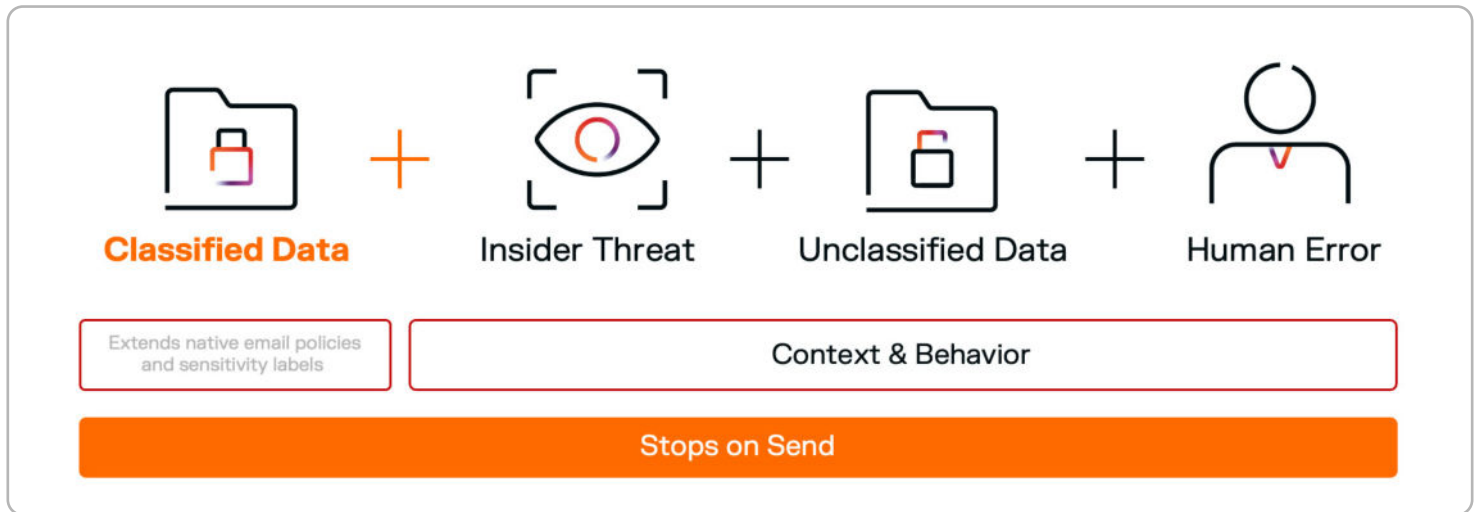 Classified Data
Insider Threat
Unclassified Data
Human Error
Extends native email policies
and sensitivity labels
Context & Behavior
Stops on Send